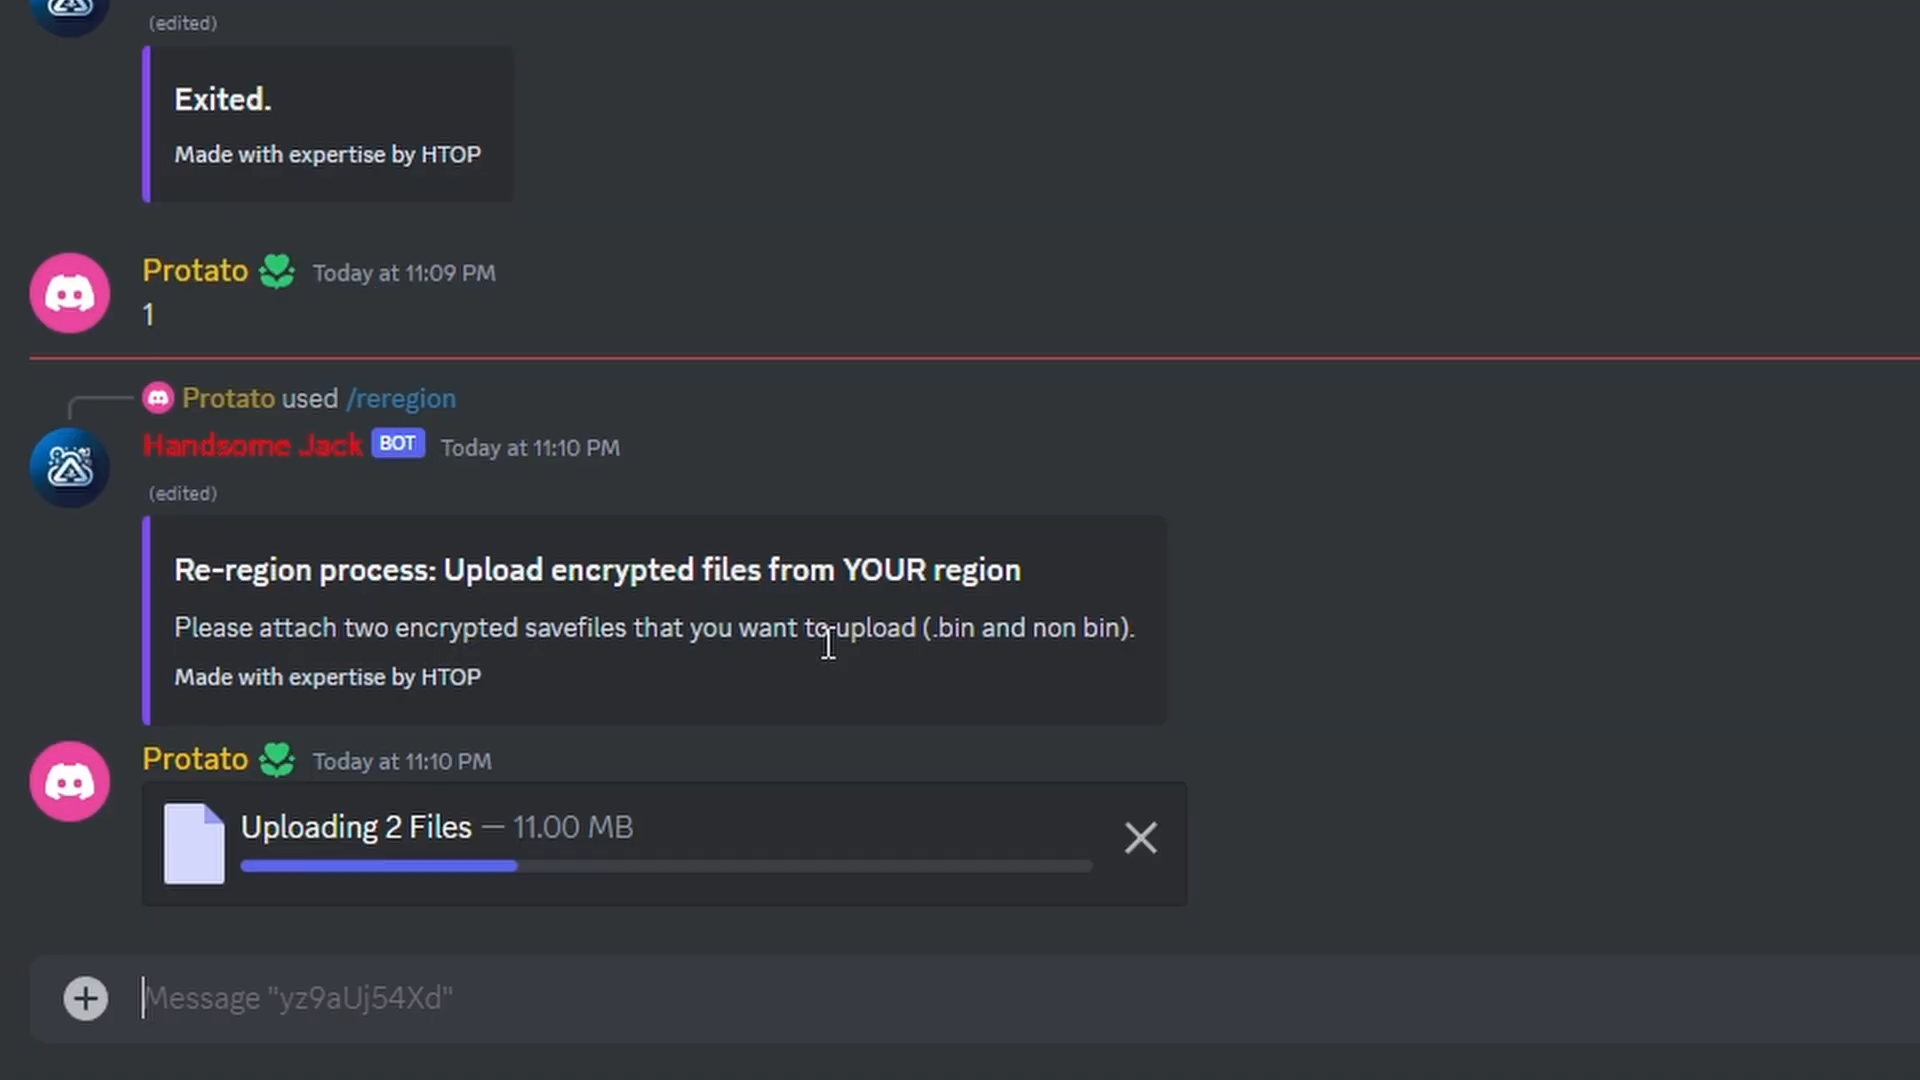 (edited)
Exited.
Made with expertise by HTOP
Protato Today at 11:09 PM
1
Protato used /reregion
Handsome Jack BOT Today at 11:10 PM
(edited)
Re-region process: Upload encrypted files from YOUR region
Please attach two encrypted savefiles that you want to upload (.bin and non bin).
Made with expertise by HTOP
Protato Today at 11:10 PM
Uploading 2 Files — 11.00 MB
Message "yz9aUj54Xd"